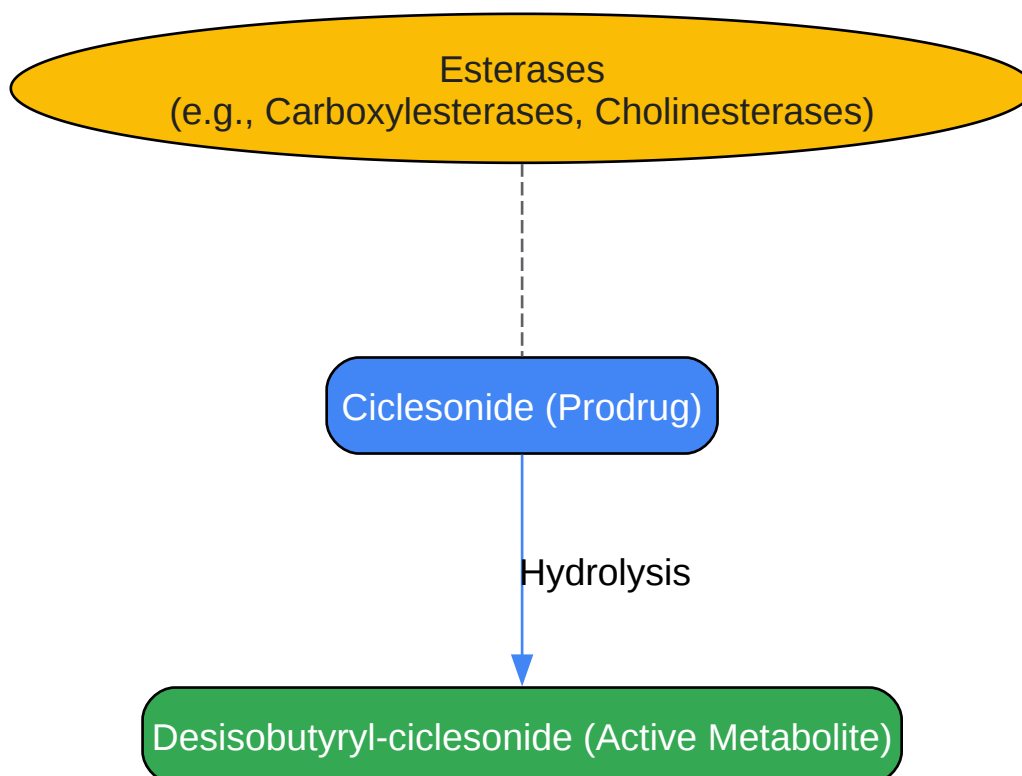 Esterases
(e.g., Carboxylesterases, Cholinesterases)
Ciclesonide (Prodrug)
Hydrolysis
Desisobutyryl-ciclesonide (Active Metabolite)